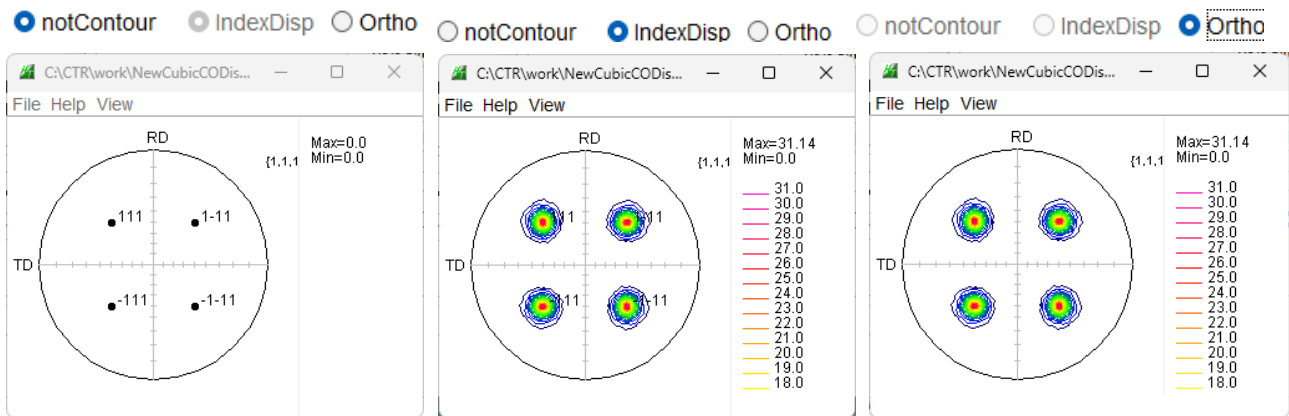 notContour IndexDisp Ortho
C:\CTR\work\NewCubicCODis...
File Help View
RD
{1,1,1
Max=0.0
Min=0.0
111
1-11
TD
-111
-1-11
notContour IndexDisp Ortho
C:\CTR\work\NewCubicCODis...
File Help View
RD
{1,1,1
Max=31.14
Min=0.0
TD
31.0
30.0
29.0
28.0
27.0
26.0
25.0
24.0
23.0
22.0
21.0
20.0
19.0
18.0
notContour IndexDisp Ortho
C:\CTR\work\NewCubicCODis...
File Help View
RD
{1,1,1
Max=31.14
Min=0.0
TD
31.0
30.0
29.0
28.0
27.0
26.0
25.0
24.0
23.0
22.0
21.0
20.0
19.0
18.0